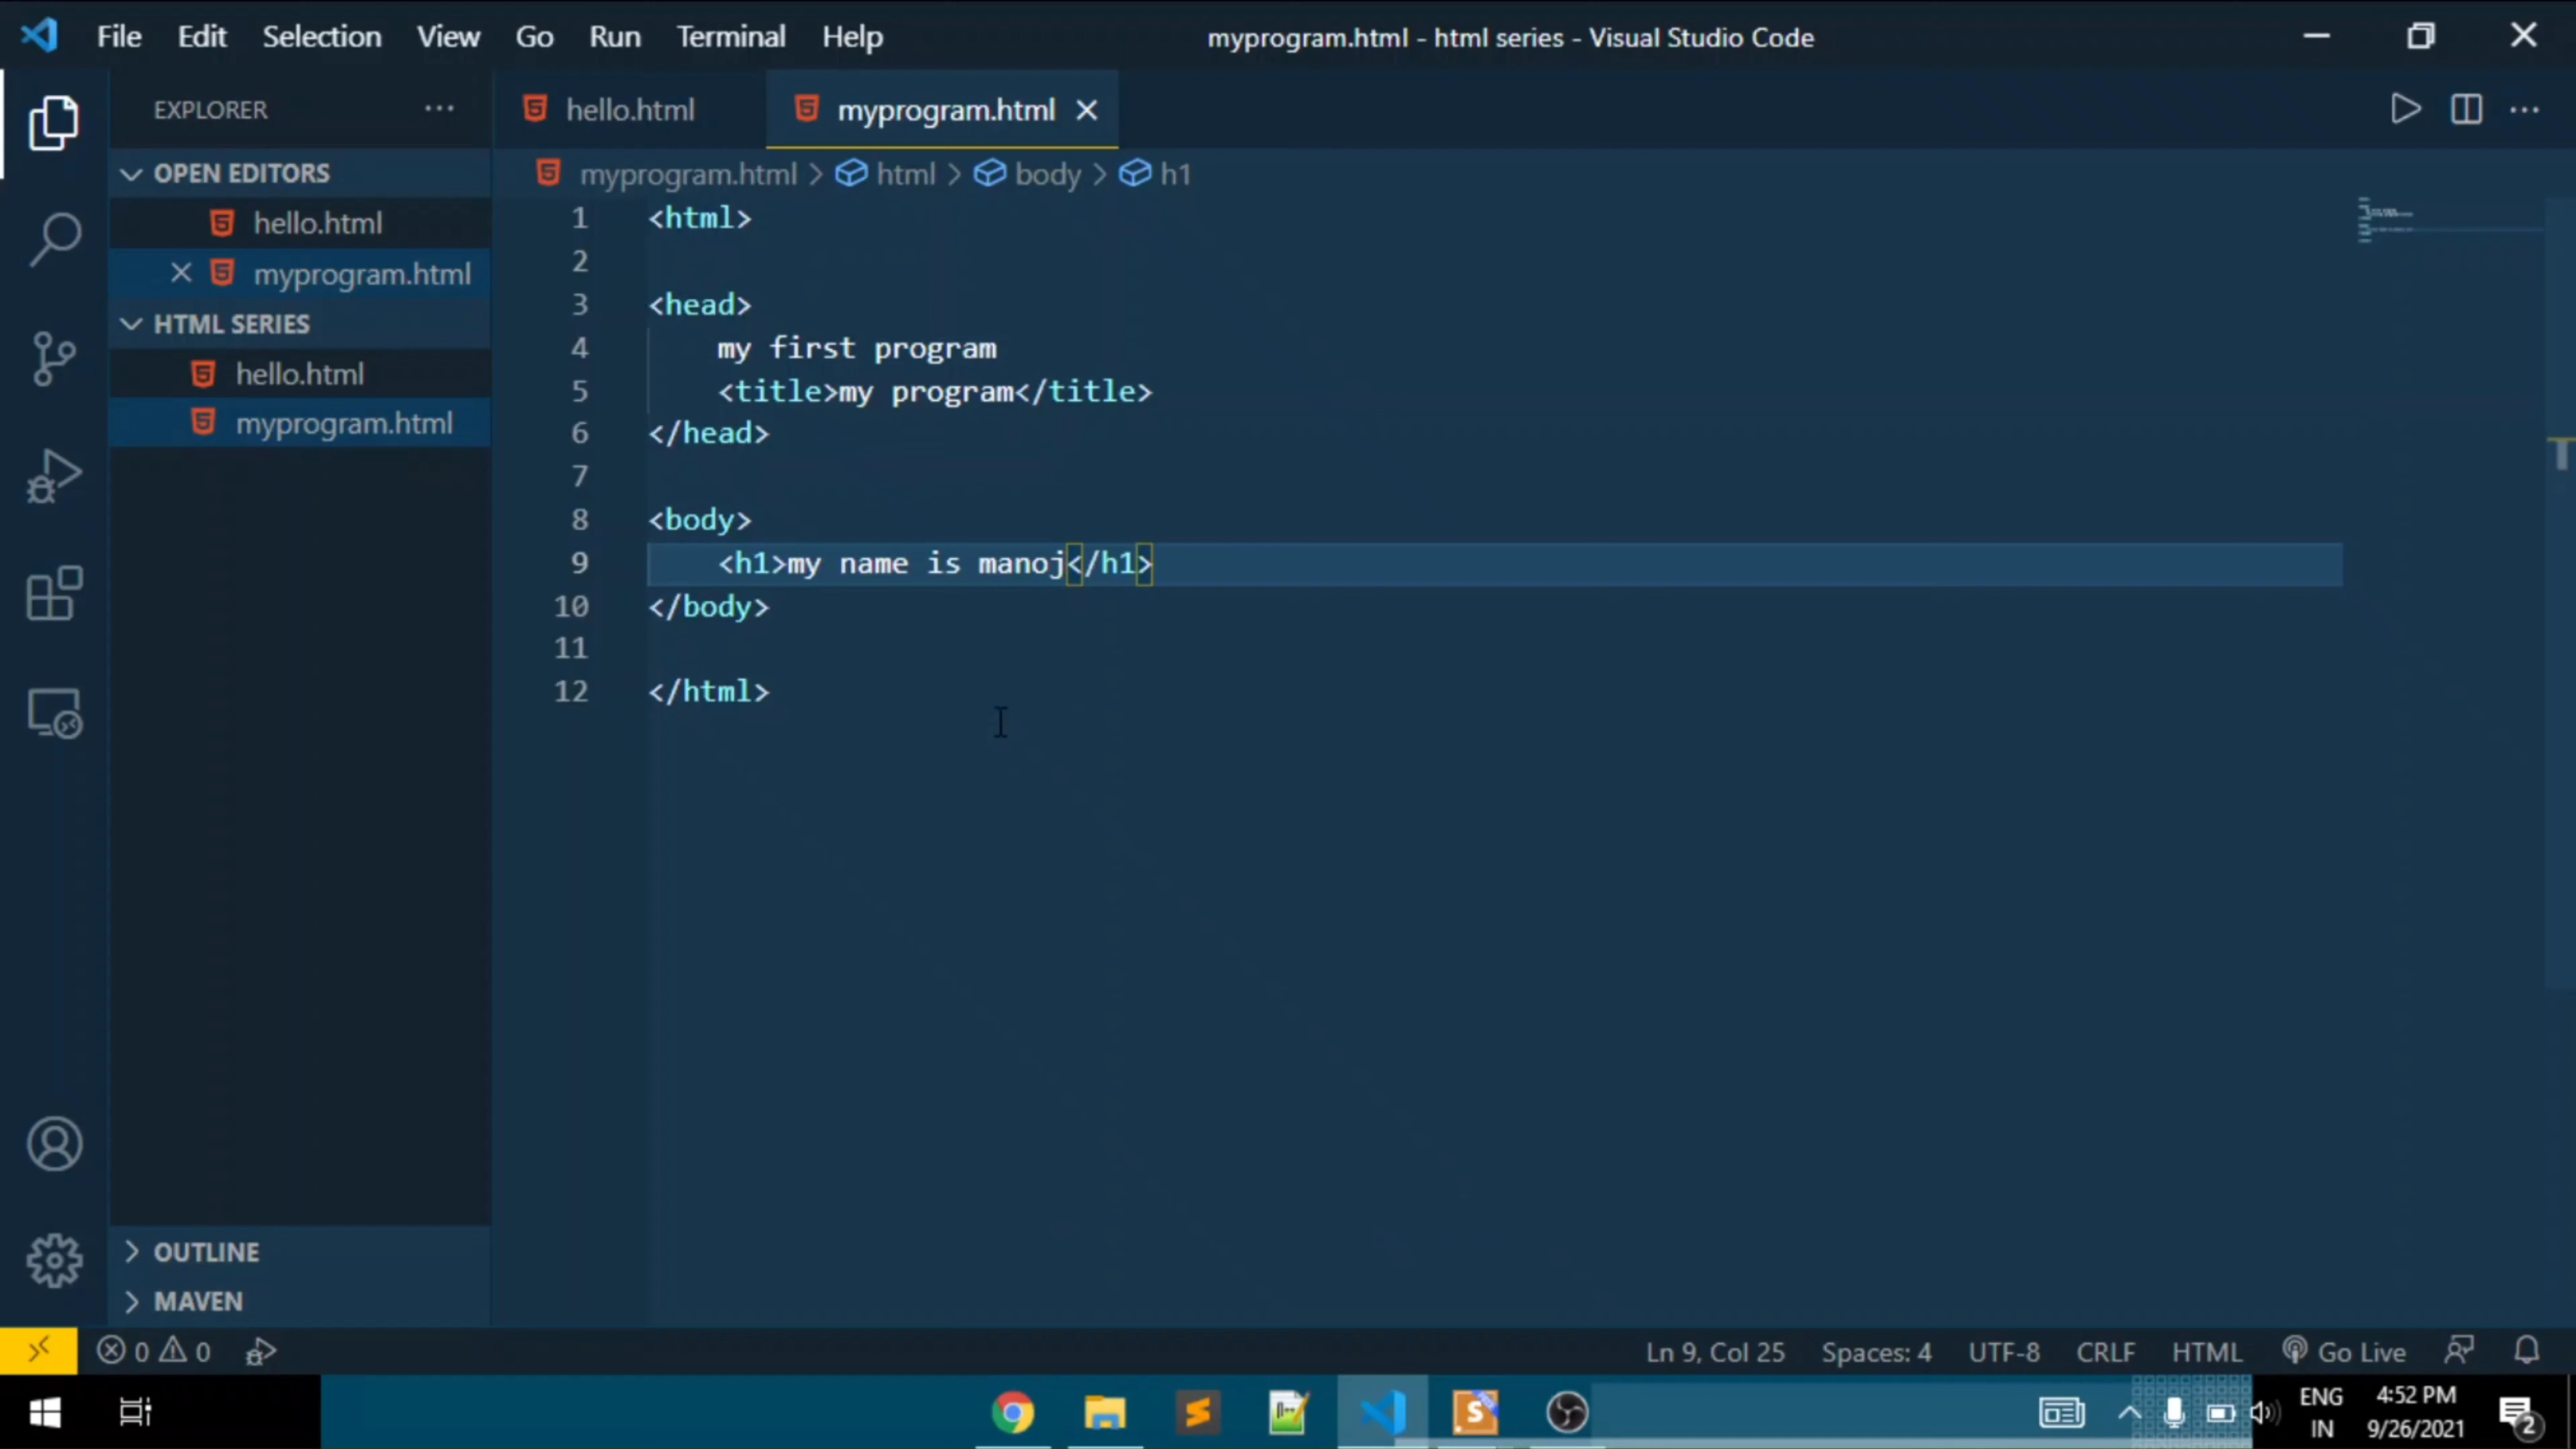 File Edit Selection View Go Run Terminal Help myprogram.html - html series - Visual Studio Code
EXPLORER
OPEN EDITORS
hello.html
myprogram.html
HTML SERIES
hello.html
myprogram.html
OUTLINE
MAVEN
hello.html myprogram.html
myprogram.html > html > body > h1
1 <html>
2
3 <head>
4 my first program
5 <title>my program</title>
6 </head>
7
8 <body>
9 <h1>my name is manoj</h1>
10 </body>
11
12 </html>
0 0 Ln 9, Col 25 Spaces: 4 UTF-8 CRLF HTML Go Live
ENG 4:52 PM
IN 9/26/2021 2